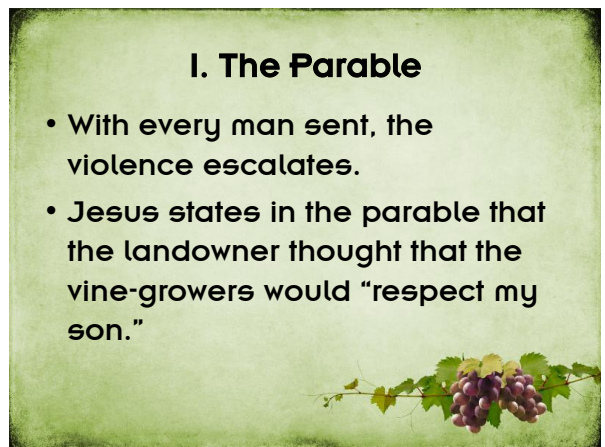 I. The Parable
• With every man sent, the
violence escalates.
• Jesus states in the parable that
the landowner thought that the
vine-growers would “respect my
son.”